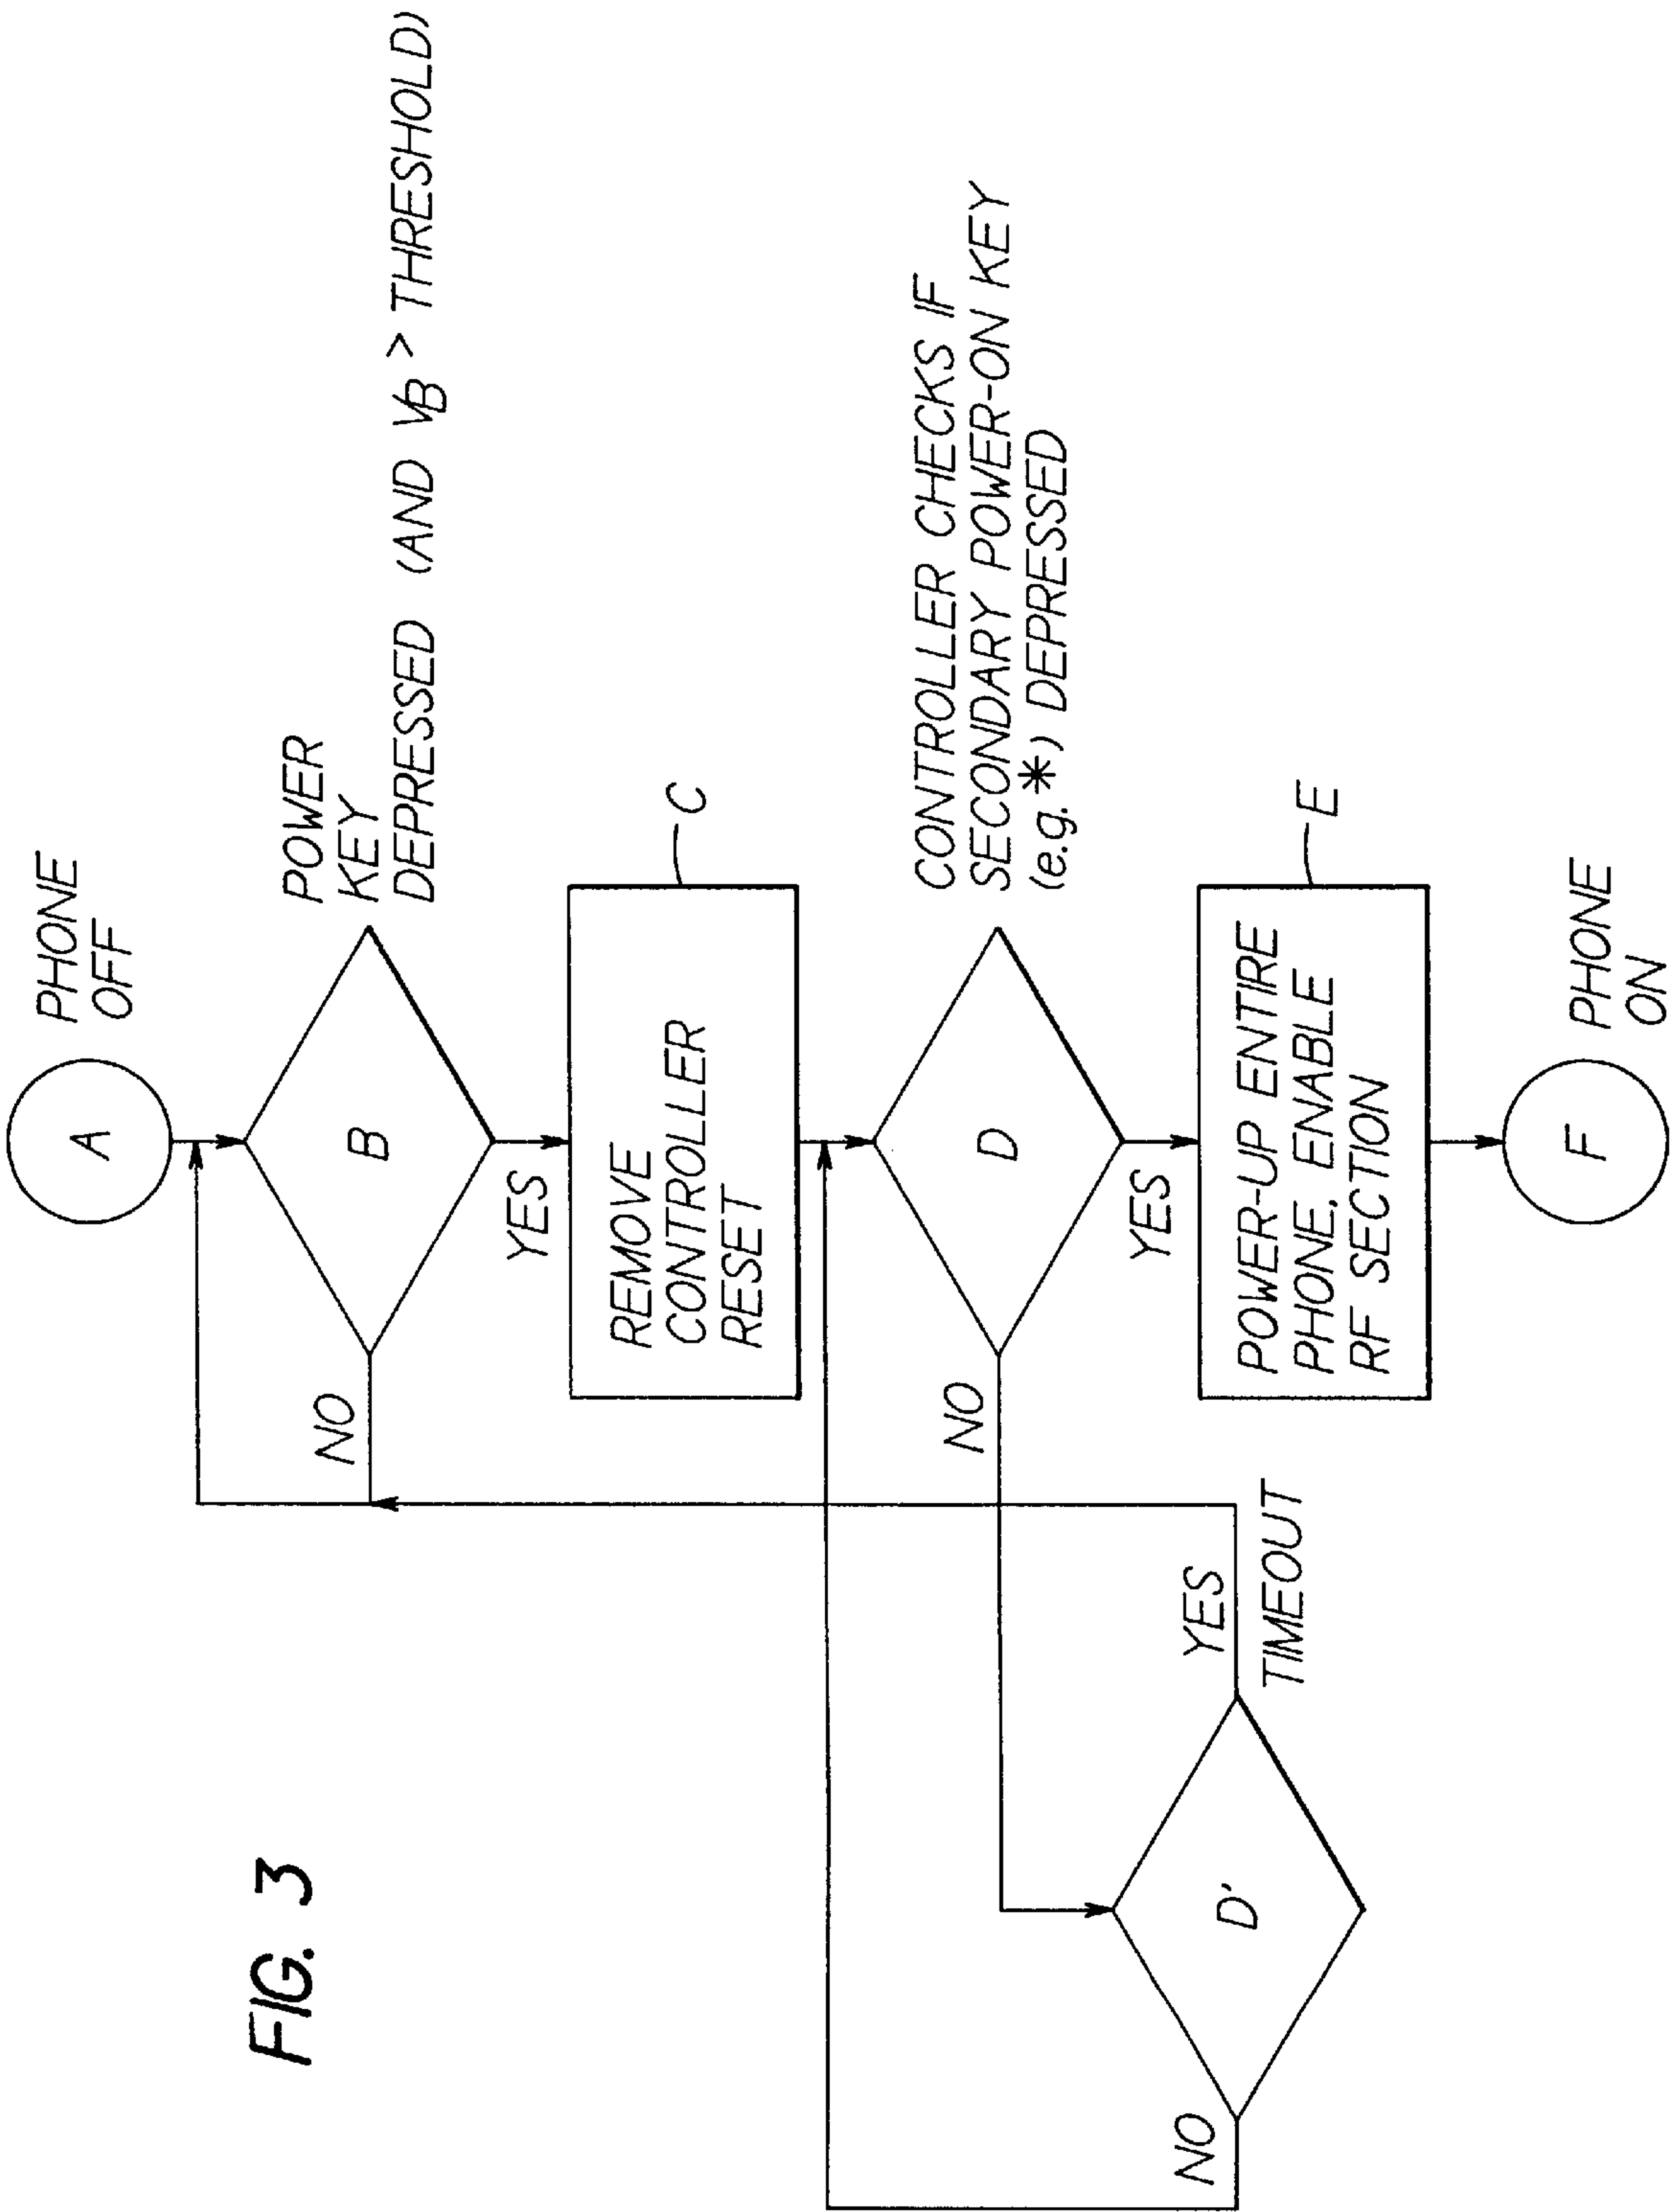 FIG. 3
PHONE
OFF
A
POWER
KEY
DEPRESSED (AND VB > THRESHOLD)
B
NO
YES
REMOVE
CONTROLLER
RESET
C
CONTROLLER CHECKS IF
SECONDARY POWER-ON KEY
(e.g. *) DEPRESSED
D
NO
YES
D'
NO
YES
TIMEOUT
POWER-UP ENTIRE
PHONE, ENABLE
RF SECTION
E
F
PHONE
ON